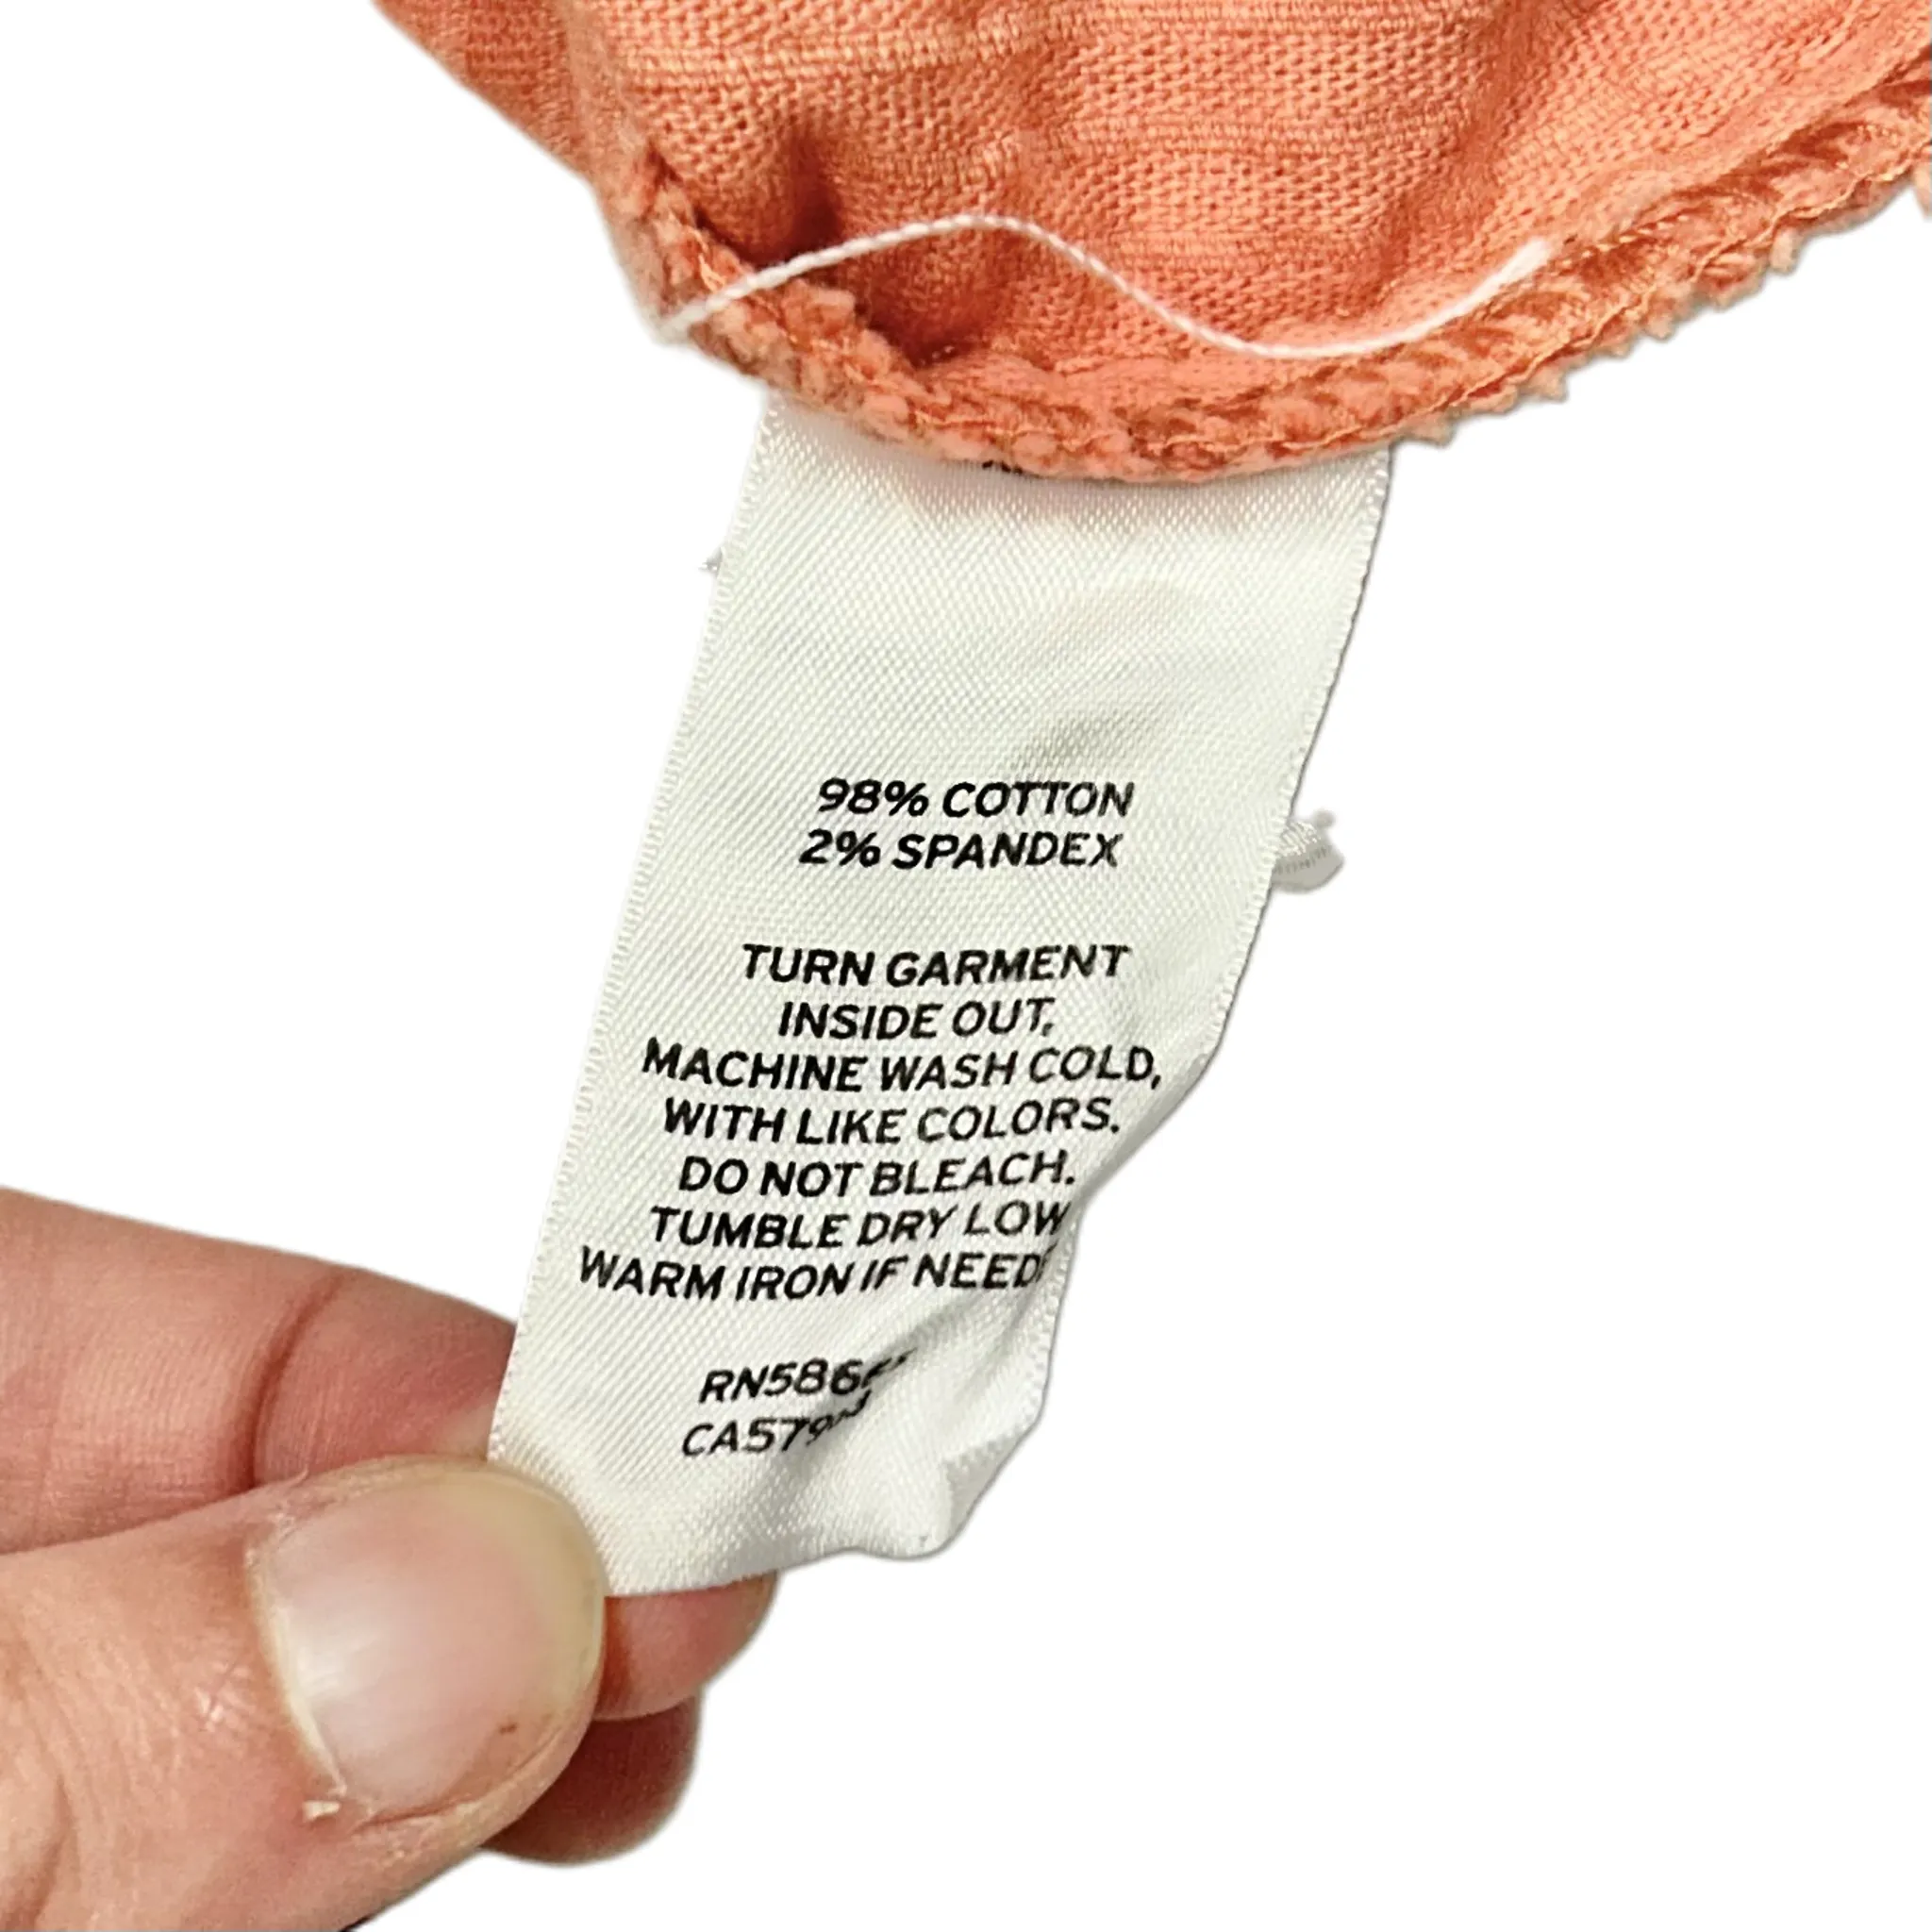 98% COTTON
2% SPANDEX
TURN GARMENT
INSIDE OUT,
MACHINE WASH COLD,
WITH LIKE COLORS.
DO NOT BLEACH.
TUMBLE DRY LOW
WARM IRON IF